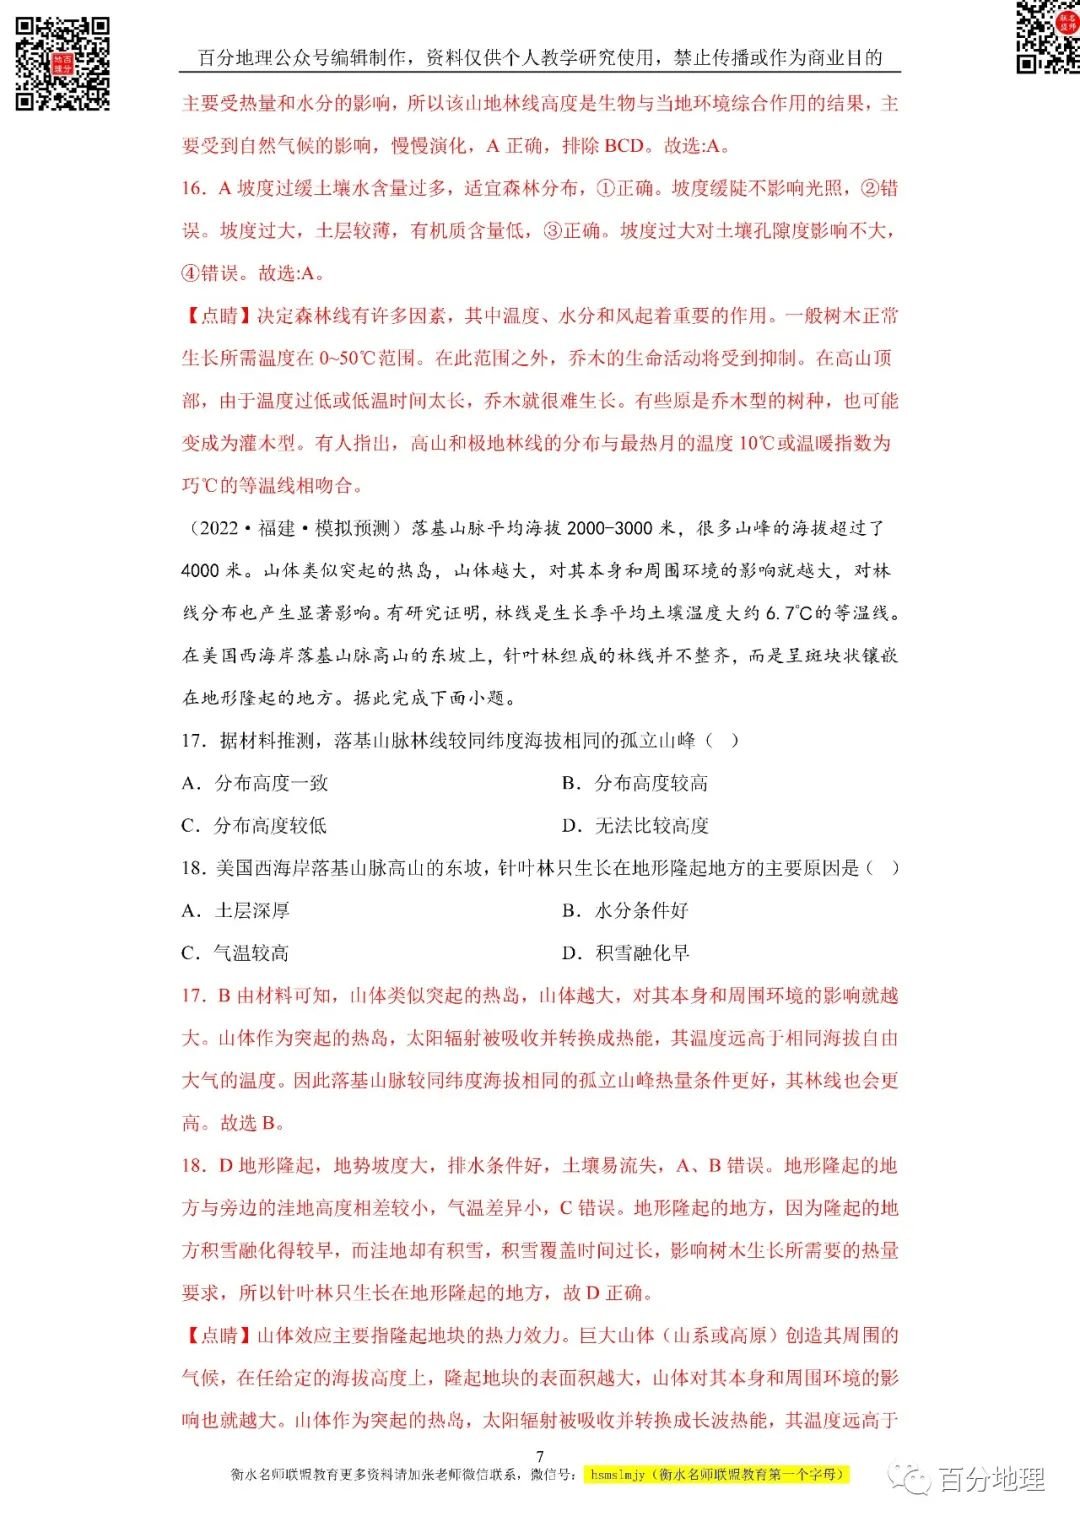 百分地理公众号编辑制作，资料仅供个人教学研究使用，禁止传播或作为商业目的
主要受热量和水分的影响，所以该山地林线高度是生物与当地环境综合作用的结果，主
要受到自然气候的影响，慢慢演化，A 正确，排除 BCD。故选:A。
16．A 坡度过缓土壤水含量过多，适宜森林分布，①正确。坡度缓陡不影响光照，②错
误。坡度过大，土层较薄，有机质含量低，③正确。坡度过大对土壤孔隙度影响不大，
④错误。故选:A。
【点睛】决定森林线有许多因素，其中温度、水分和风起着重要的作用。一般树木正常
生长所需温度在 0~50℃范围。在此范围之外，乔木的生命活动将受到抑制。在高山顶
部，由于温度过低或低温时间太长，乔木就很难生长。有些原是乔木型的树种，也可能
变成为灌木型。有人指出，高山和极地林线的分布与最热月的温度 10℃或温暖指数为
巧℃的等温线相吻合。
（2022·福建·模拟预测）落基山脉平均海拔 2000-3000 米，很多山峰的海拔超过了
4000 米。山体类似突起的热岛，山体越大，对其本身和周围环境的影响就越大，对林
线分布也产生显著影响。有研究证明，林线是生长季平均土壤温度大约 6.7℃的等温线。
在美国西海岸落基山脉高山的东坡上，针叶林组成的林线并不整齐，而是呈斑块状镶嵌
在地形隆起的地方。据此完成下面小题。
17．据材料推测，落基山脉林线较同纬度海拔相同的孤立山峰（ ）
A．分布高度一致 B．分布高度较高
C．分布高度较低 D．无法比较高度
18．美国西海岸落基山脉高山的东坡，针叶林只生长在地形隆起地方的主要原因是（ ）
A．土层深厚 B．水分条件好
C．气温较高 D．积雪融化早
17．B 由材料可知，山体类似突起的热岛，山体越大，对其本身和周围环境的影响就越
大。山体作为突起的热岛，太阳辐射被吸收并转换成热能，其温度远高于相同海拔自由
大气的温度。因此落基山脉较同纬度海拔相同的孤立山峰热量条件更好，其林线也会更
高。故选 B。
18．D 地形隆起，地势坡度大，排水条件好，土壤易流失，A、B 错误。地形隆起的地
方与旁边的洼地高度相差较小，气温差异小，C 错误。地形隆起的地方，因为隆起的地
方积雪融化得较早，而洼地却有积雪，积雪覆盖时间过长，影响树木生长所需要的热量
要求，所以针叶林只生长在地形隆起的地方，故 D 正确。
【点睛】山体效应主要指隆起地块的热力效力。巨大山体（山系或高原）创造其周围的
气候，在任给定的海拔高度上，隆起地块的表面积越大，山体对其本身和周围环境的影
响也就越大。山体作为突起的热岛，太阳辐射被吸收并转换成长波热能，其温度远高于
7
衡水名师联盟教育更多资料请加张老师微信联系，微信号：hsmslmjy（衡水名师联盟教育第一个字母）
百分地理